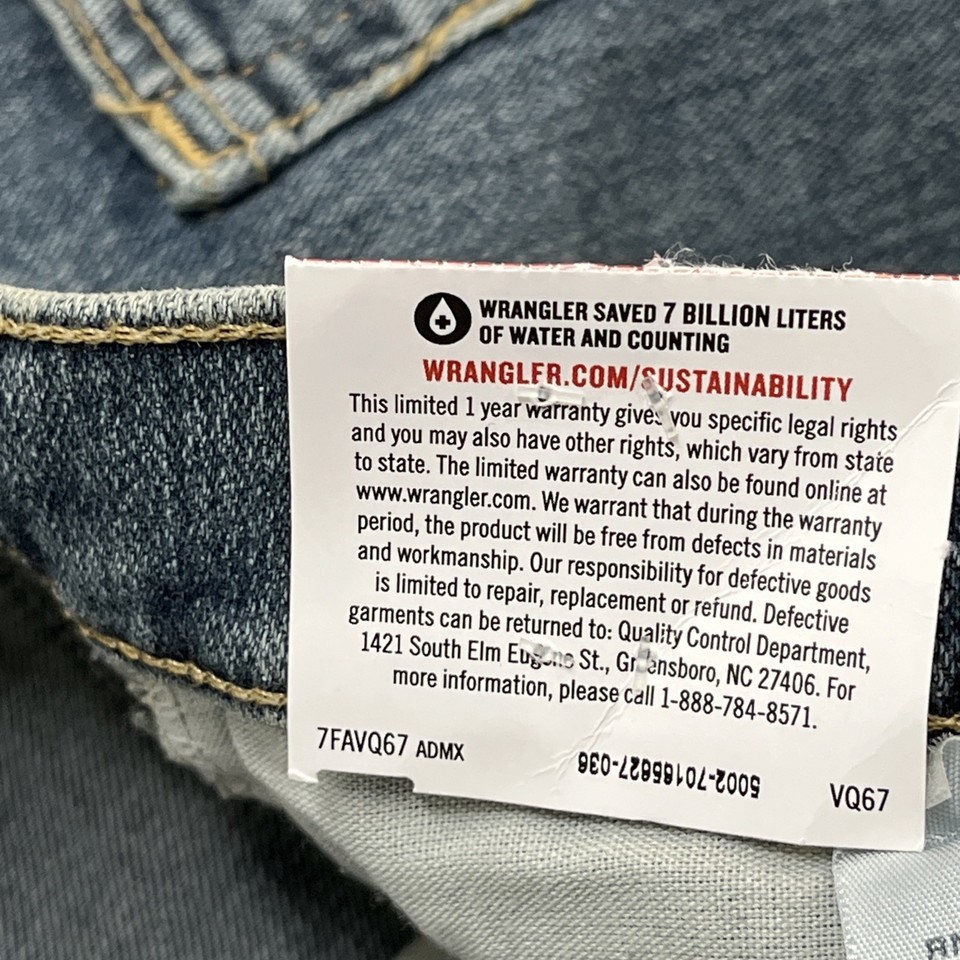 WRANGLER SAVED 7 BILLION LITERS
OF WATER AND COUNTING
WRANGLER.COM/SUSTAINABILITY
This limited 1 year warranty gives you specific legal rights
and you may also have other rights, which vary from state
to state. The limited warranty can also be found online at
www.wrangler.com. We warrant that during the warranty
period, the product will be free from defects in materials
and workmanship. Our responsibility for defective goods
is limited to repair, replacement or refund. Defective
garments can be returned to: Quality Control Department,
1421 South Elm Eugene St., Greensboro, NC 27406. For
more information, please call 1-888-784-8571.
7FAVQ67 ADMX
5002-70165627-036
VQ67